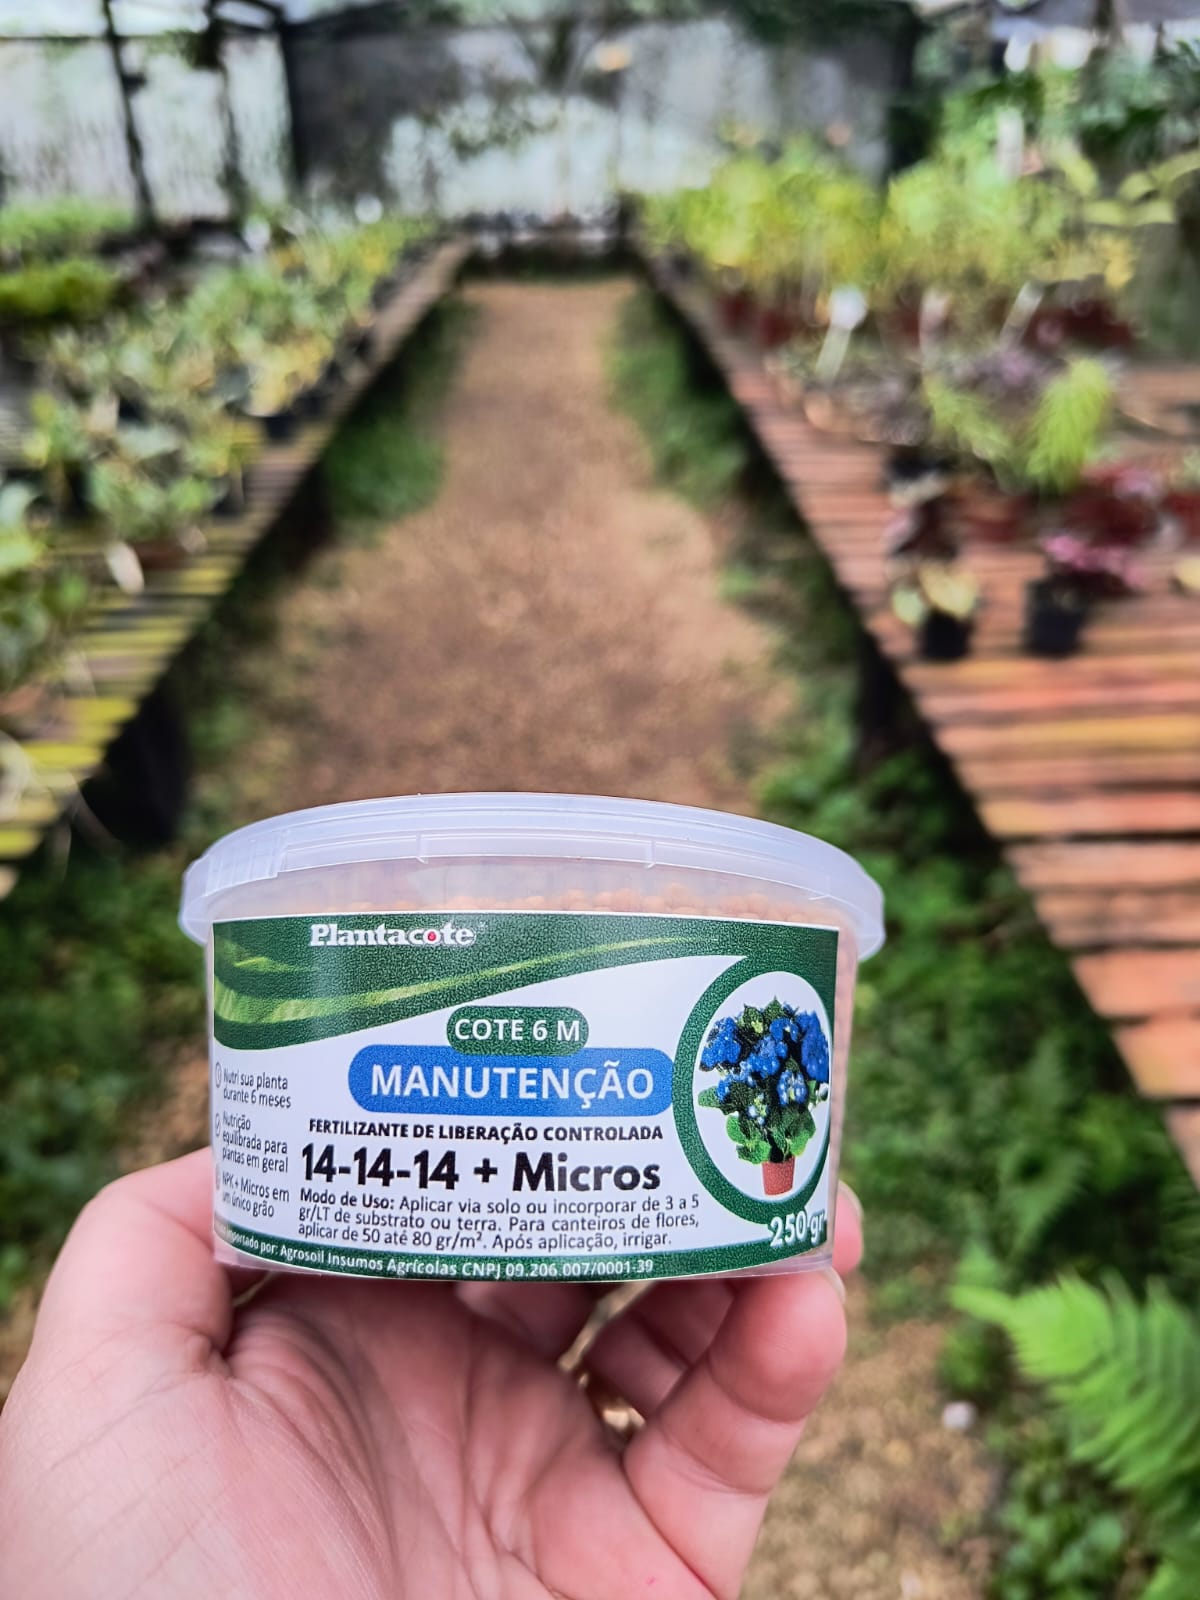 Plantacote
COTE 6 M
MANUTENÇÃO
Nutri sua planta
durante 6 meses
Nutrição
equilibrada para
plantas em geral
NPK + Micros em
um único grão
FERTILIZANTE DE LIBERAÇÃO CONTROLADA
14-14-14 + Micros
Modo de Uso: Aplicar via solo ou incorporar de 3 a 5
gr/LT de substrato ou terra. Para canteiros de flores,
aplicar de 50 até 80 gr/m². Após aplicação, irrigar.
250 gr
importado por: Agrosoil Insumos Agrícolas CNPJ 09.206.007/0001-39